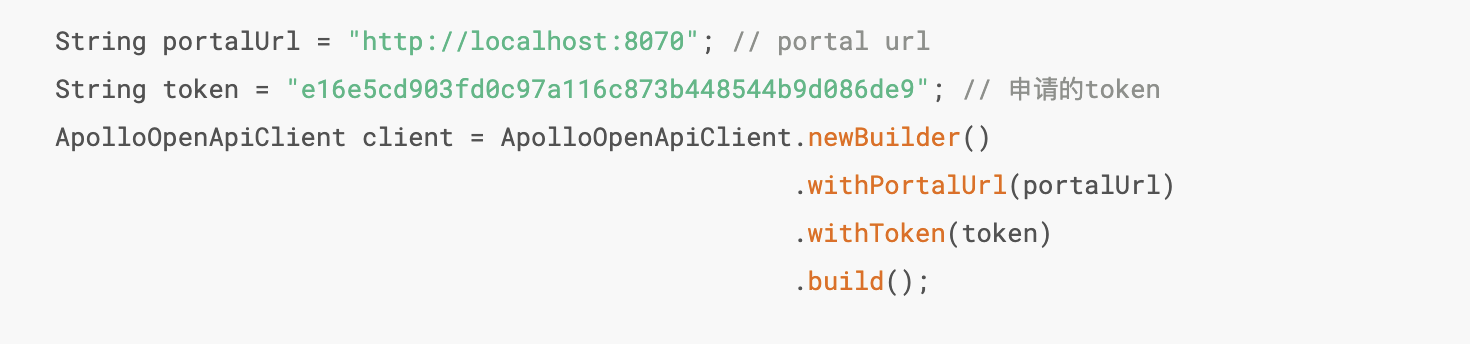 String portalUrl = "http://localhost:8070"; // portal url
String token = "e16e5cd903fd0c97a116c873b448544b9d086de9"; // 申请的token
ApolloOpenApiClient client = ApolloOpenApiClient.newBuilder()
.withPortalUrl(portalUrl)
.withToken(token)
.build();